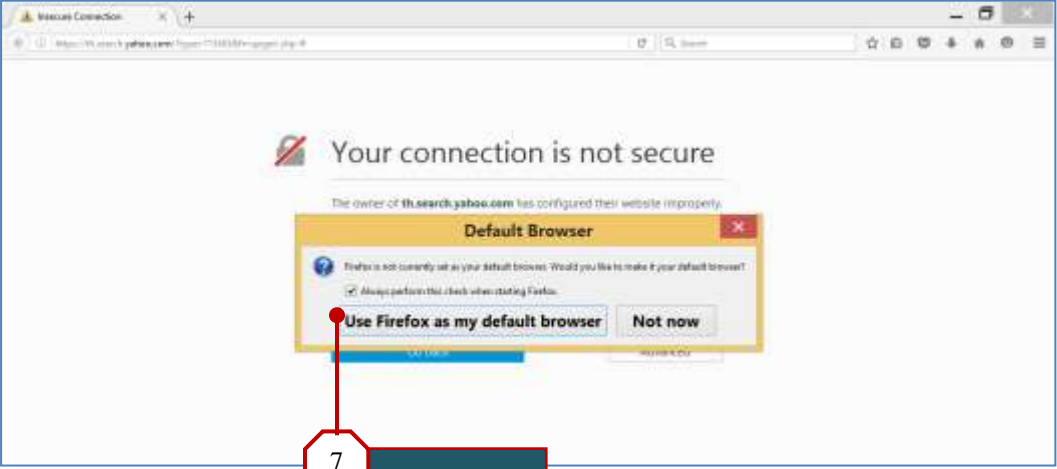 Insecure Connection
Search
Your connection is not secure
The owner of th.search.yahoo.com has configured their website improperly.
Default Browser
Firefox is not currently set as your default browser. Would you like to make it your default browser?
Always perform this check when starting Firefox.
Use Firefox as my default browser
Not now
Go back
Advanced
7